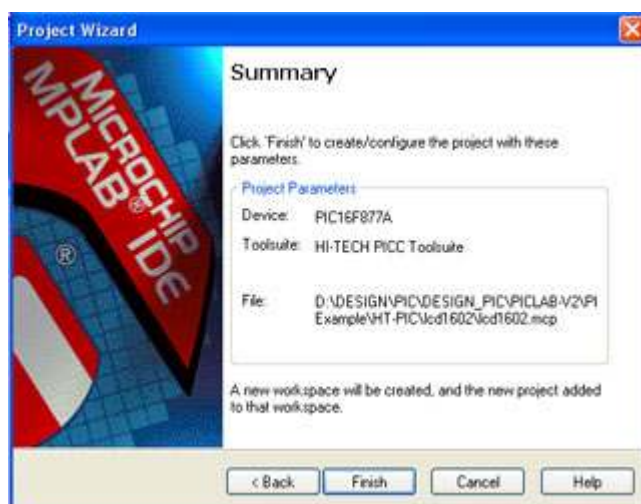 Project Wizard
MICROCHIP
MPLAB® IDE
®
Summary
Click 'Finish' to create/configure the project with these
parameters.
Project Parameters
Device: PIC16F877A
Toolsuite: HI-TECH PICC Toolsuite
File: D:\DESIGN\PIC\DESIGN_PIC\PICLAB-V2\PI
Example\HT-PIC\lcd1602\lcd1602.mcp
A new workspace will be created, and the new project added
to that workspace.
< Back
Finish
Cancel
Help